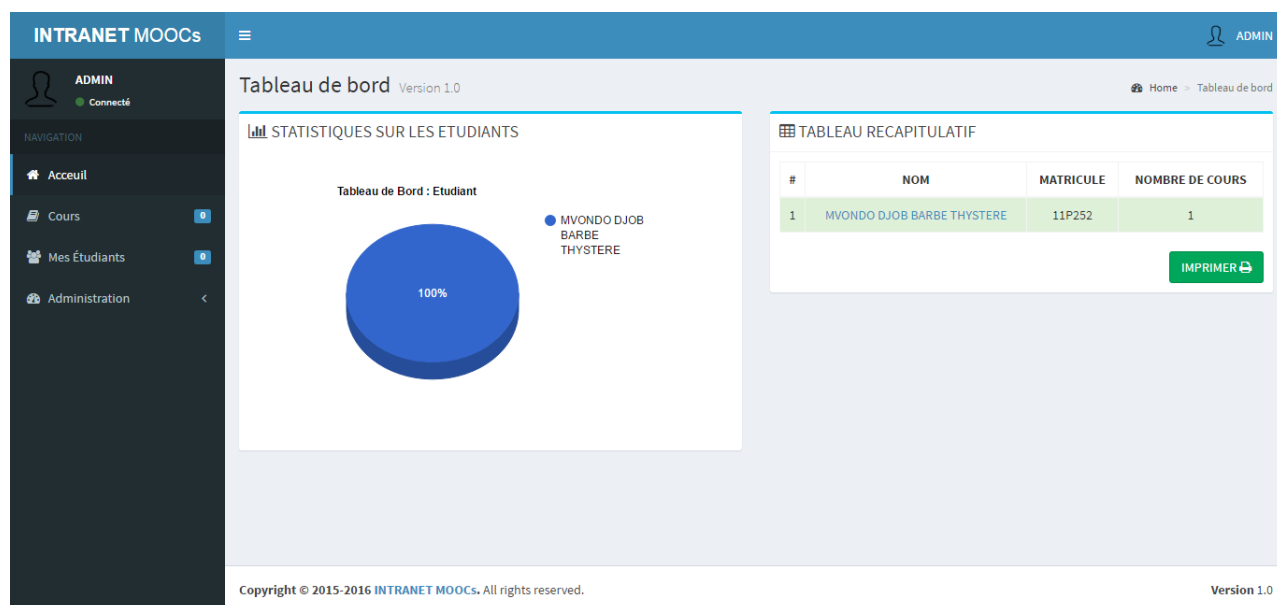 INTRANET MOOCs
ADMIN
ADMIN
Connecté
NAVIGATION
Acceuil
Cours 0
Mes Étudiants 0
Administration
Tableau de bord Version 1.0
Home > Tableau de bord
STATISTIQUES SUR LES ETUDIANTS
Tableau de Bord : Etudiant
MVONDO DJOB
BARBE
THYSTERE
100%
TABLEAU RECAPITULATIF
# NOM MATRICULE NOMBRE DE COURS
1 MVONDO DJOB BARBE THYSTERE 11P252 1
IMPRIMER
Copyright © 2015-2016 INTRANET MOOCs. All rights reserved.
Version 1.0